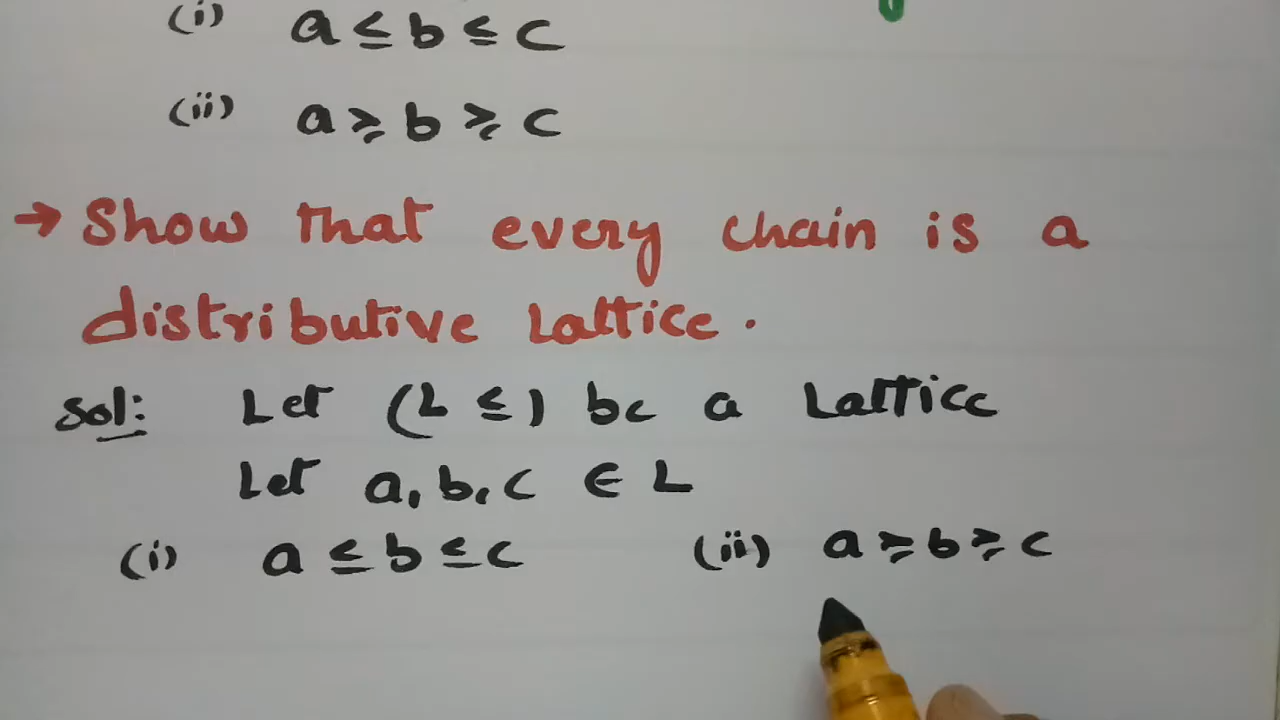 (i) a ≤ b ≤ c
(ii) a ⩾ b ⩾ c
→ Show that every chain is a
distributive Lattice.
Sol: Let (L ≤) be a Lattice
Let a, b, c ∈ L
(i) a ≤ b ≤ c (ii) a ⩾ b ⩾ c